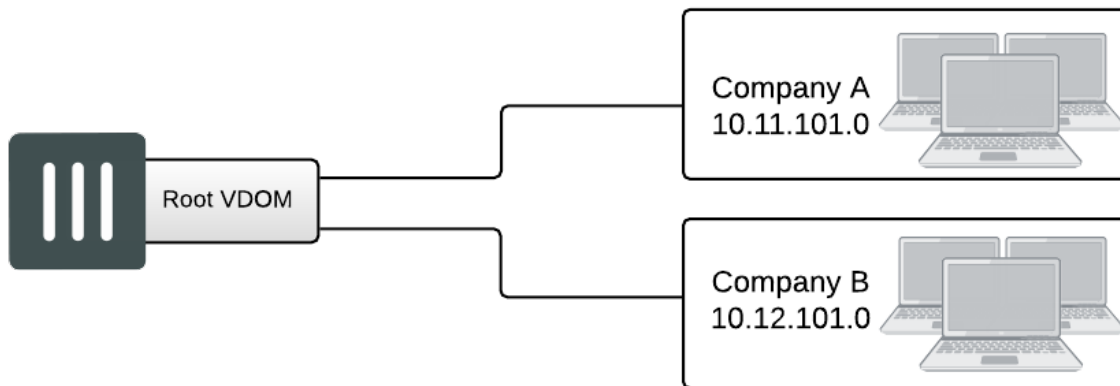 Root VDOM
Company A
10.11.101.0
Company B
10.12.101.0